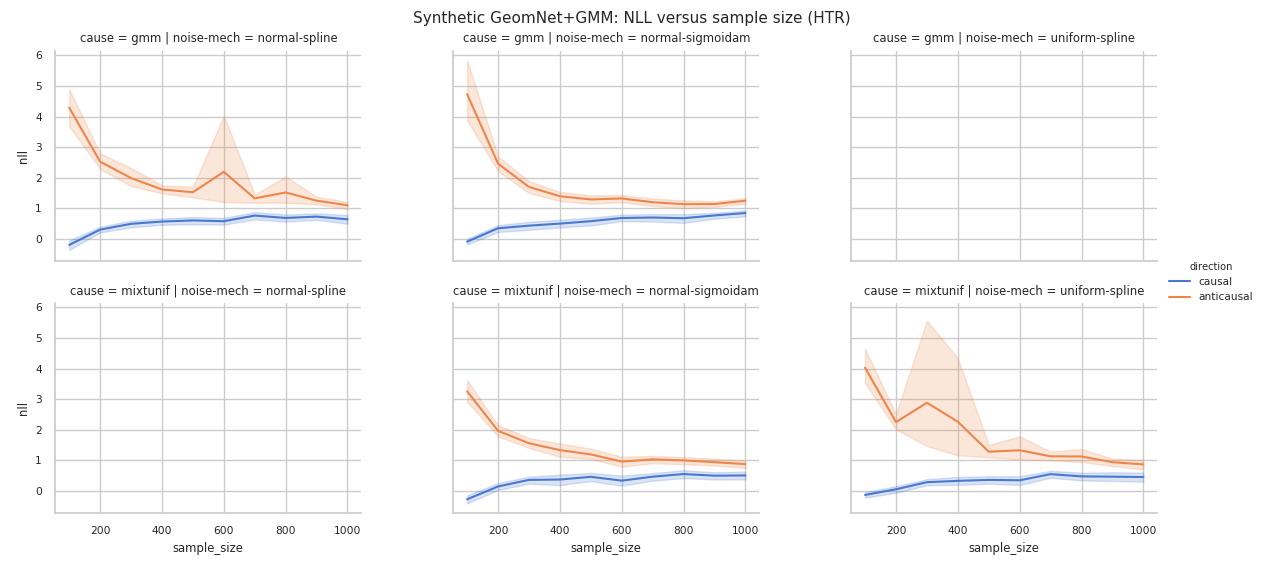 Synthetic GeomNet+GMM: NLL versus sample size (HTR)
cause = gmm | noise-mech = normal-spline
cause = gmm | noise-mech = normal-sigmoidam
cause = gmm | noise-mech = uniform-spline
6
5
4
3
2
1
0
nll
cause = mixtunif | noise-mech = normal-spline
cause = mixtunif | noise-mech = normal-sigmoidam
cause = mixtunif | noise-mech = uniform-spline
direction
causal
anticausal
6
5
4
3
2
1
0
nll
200 400 600 800 1000
200 400 600 800 1000
200 400 600 800 1000
sample_size
sample_size
sample_size